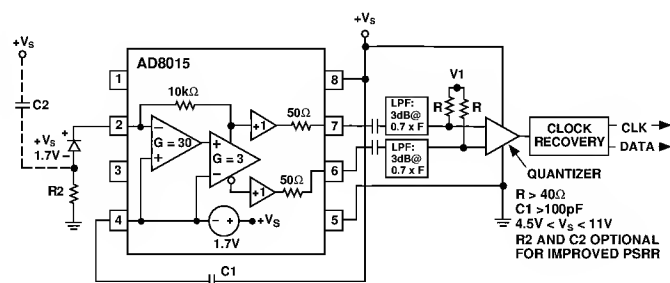 +VS
+VS
AD8015
C2
1
8
10kΩ
LPF:
3dB@
0.7 x F
V1
R
R
+1
50Ω
7
2
+
+VS
1.7V
−
−
G = 30
+
+
G = 3
−
50Ω
+1
LPF:
3dB@
0.7 x F
CLOCK
RECOVERY
CLK
DATA
3
6
QUANTIZER
R2
4
− +
+VS
1.7V
5
R > 40Ω
C1 >100pF
4.5V < VS < 11V
R2 AND C2 OPTIONAL
FOR IMPROVED PSRR
C1